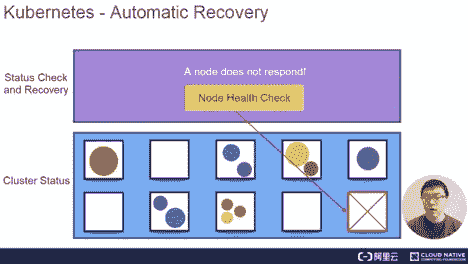 Kubernetes - Automatic Recovery
Status Check
and Recovery
A node does not respond!
Node Health Check
Cluster Status
阿里云
CLOUD NATIVE
COMPUTING FOUNDATION